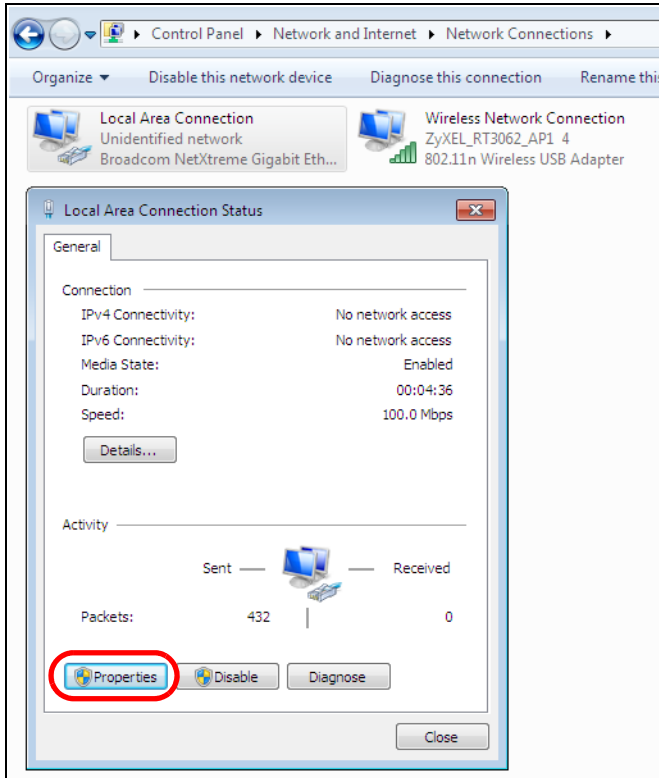 Control Panel ▸ Network and Internet ▸ Network Connections ▸
Organize ▾ Disable this network device Diagnose this connection Rename this
Local Area Connection
Unidentified network
Broadcom NetXtreme Gigabit Eth...
Wireless Network Connection
ZyXEL_RT3062_AP1 4
802.11n Wireless USB Adapter
Local Area Connection Status
General
Connection
IPv4 Connectivity: No network access
IPv6 Connectivity: No network access
Media State: Enabled
Duration: 00:04:36
Speed: 100.0 Mbps
Details...
Activity
Sent Received
Packets: 432 0
Properties Disable Diagnose
Close